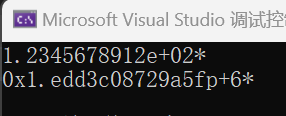 Microsoft Visual Studio 调试控
1.2345678912e+02*
0x1.edd3c08729a5fp+6*